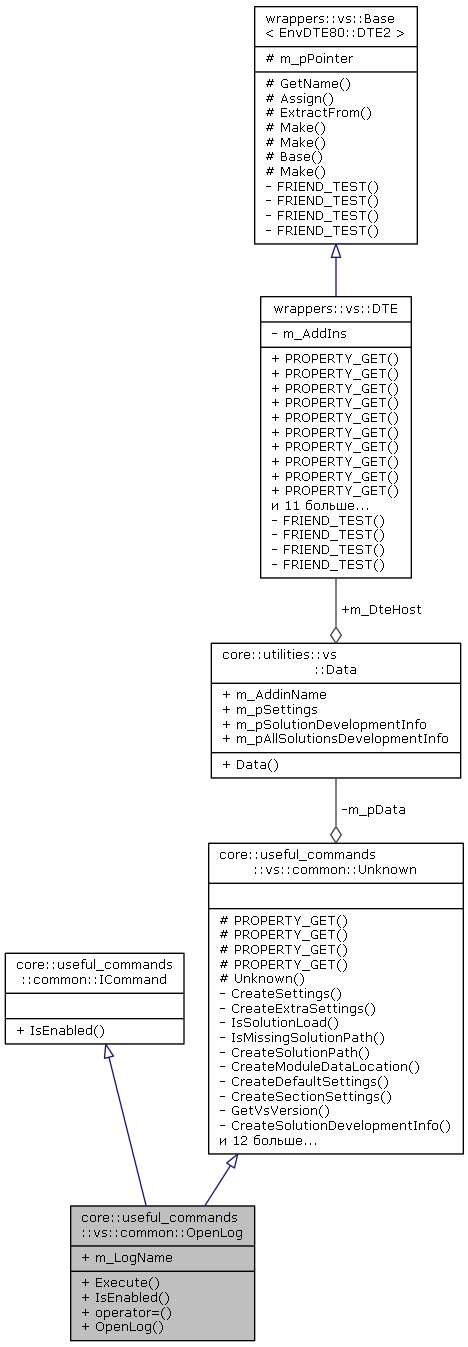 wrappers::vs::Base
< EnvDTE80::DTE2 >
# m_pPointer
# GetName()
# Assign()
# ExtractFrom()
# Make()
# Make()
# Base()
# Make()
- FRIEND_TEST()
- FRIEND_TEST()
- FRIEND_TEST()
- FRIEND_TEST()
wrappers::vs::DTE
- m_AddIns
+ PROPERTY_GET()
+ PROPERTY_GET()
+ PROPERTY_GET()
+ PROPERTY_GET()
+ PROPERTY_GET()
+ PROPERTY_GET()
+ PROPERTY_GET()
+ PROPERTY_GET()
+ PROPERTY_GET()
+ PROPERTY_GET()
и 11 больше...
- FRIEND_TEST()
- FRIEND_TEST()
- FRIEND_TEST()
- FRIEND_TEST()
+m_DteHost
core::utilities::vs
::Data
+ m_AddinName
+ m_pSettings
+ m_pSolutionDevelopmentInfo
+ m_pAllSolutionsDevelopmentInfo
+ Data()
-m_pData
core::useful_commands
::vs::common::Unknown
# PROPERTY_GET()
# PROPERTY_GET()
# PROPERTY_GET()
# PROPERTY_GET()
# Unknown()
- CreateSettings()
- CreateExtraSettings()
- IsSolutionLoad()
- IsMissingSolutionPath()
- CreateSolutionPath()
- CreateModuleDataLocation()
- CreateDefaultSettings()
- CreateSectionSettings()
- GetVsVersion()
- CreateSolutionDevelopmentInfo()
и 12 больше...
core::useful_commands
::common::ICommand
+ IsEnabled()
core::useful_commands
::vs::common::OpenLog
+ m_LogName
+ Execute()
+ IsEnabled()
+ operator=()
+ OpenLog()